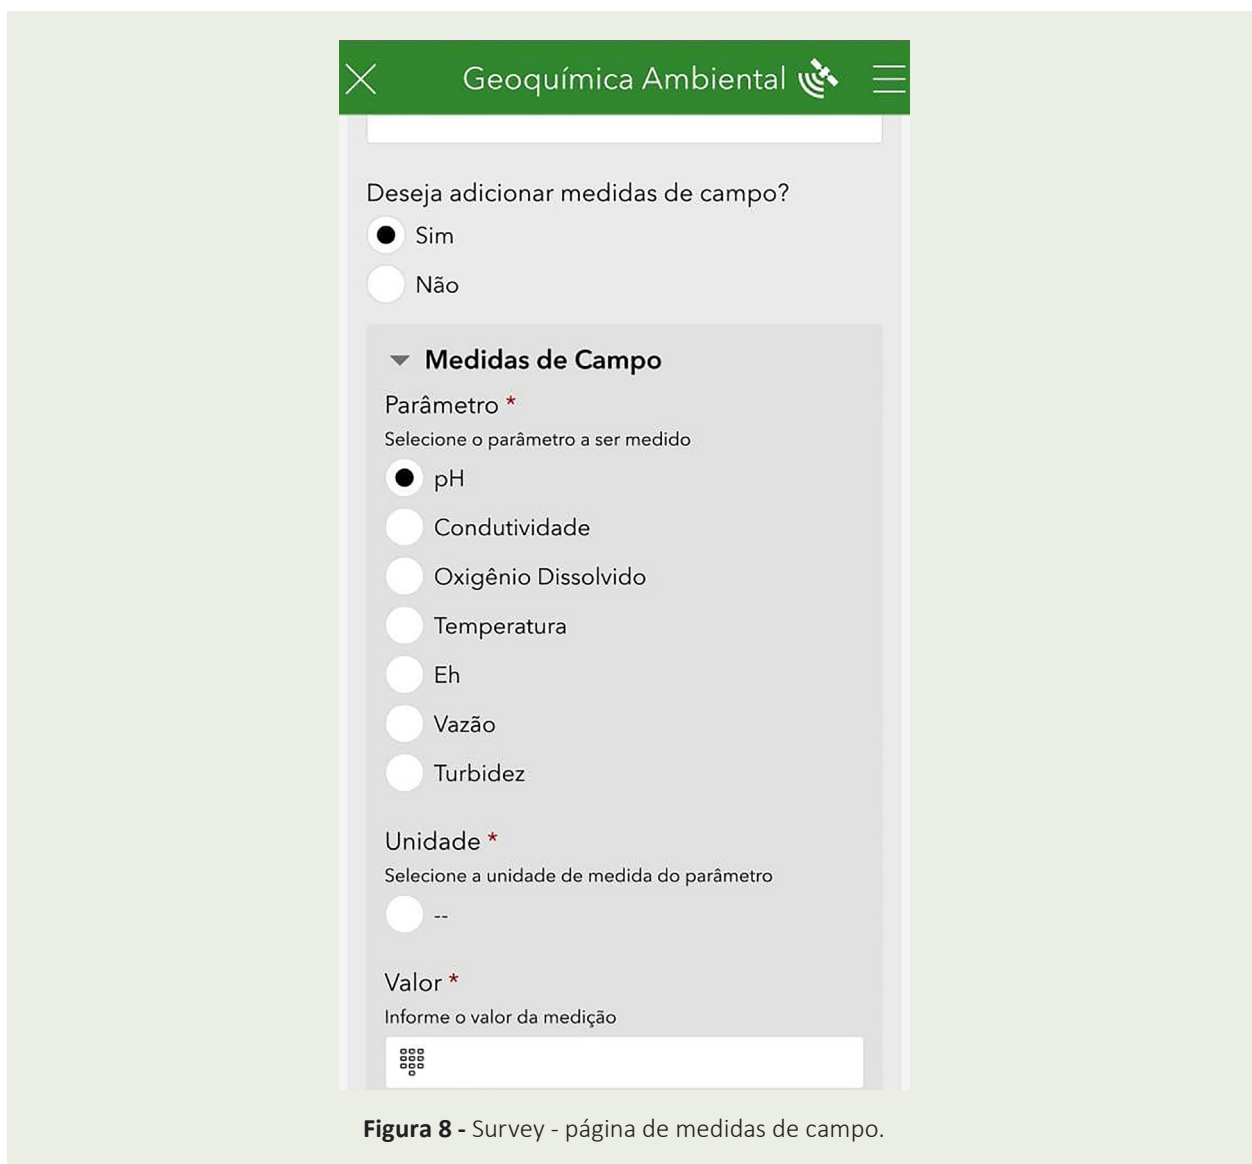 Geoquímica Ambiental
Deseja adicionar medidas de campo?
Sim
Não
Medidas de Campo
Parâmetro *
Selecione o parâmetro a ser medido
pH
Condutividade
Oxigênio Dissolvido
Temperatura
Eh
Vazão
Turbidez
Unidade *
Selecione a unidade de medida do parâmetro
--
Valor *
Informe o valor da medição
Figura 8 - Survey - página de medidas de campo.